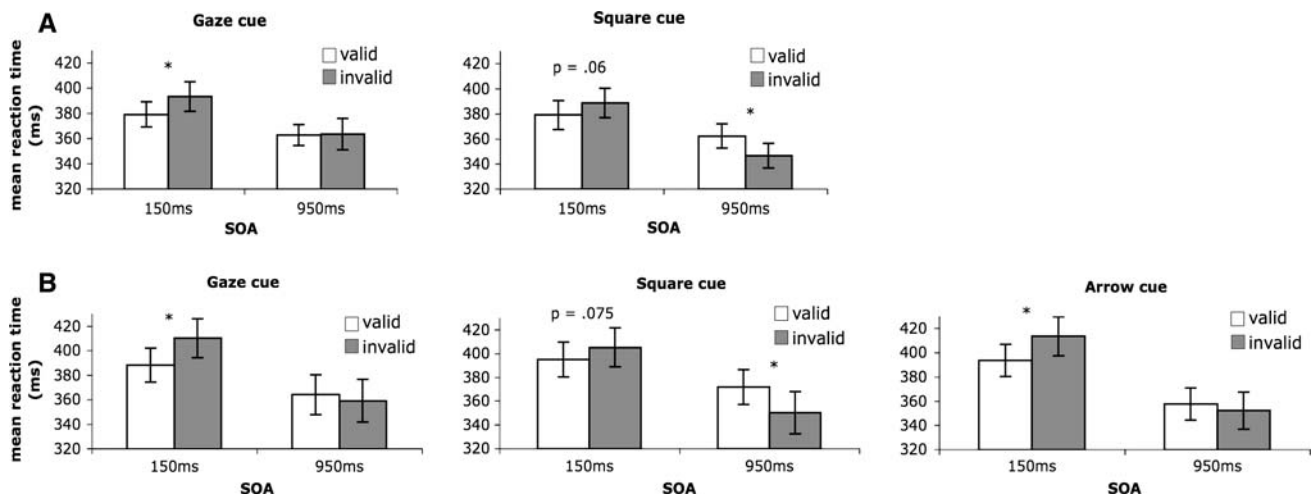 A
Gaze cue
mean reaction time
(ms)
420
400
380
360
340
320
*
valid
invalid
150ms
950ms
SOA
Square cue
420
400
380
360
340
320
p = .06
*
valid
invalid
150ms
950ms
SOA
B
Gaze cue
mean reaction time
(ms)
420
400
380
360
340
320
*
valid
invalid
150ms
950ms
SOA
Square cue
420
400
380
360
340
320
p = .075
*
valid
invalid
150ms
950ms
SOA
Arrow cue
420
400
380
360
340
320
*
valid
invalid
150ms
950ms
SOA